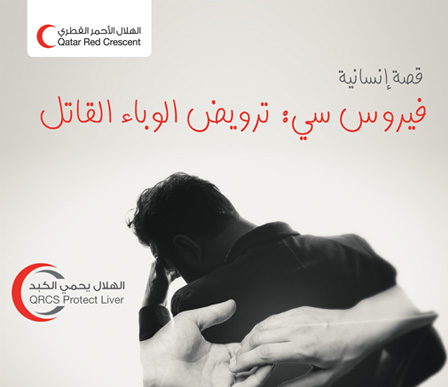 الهلال الأحمر القطري
Qatar Red Crescent
قصة إنسانية
فيروس سي: ترويض الوباء القاتل
الهلال يحمي الكبد
QRCS Protect Liver